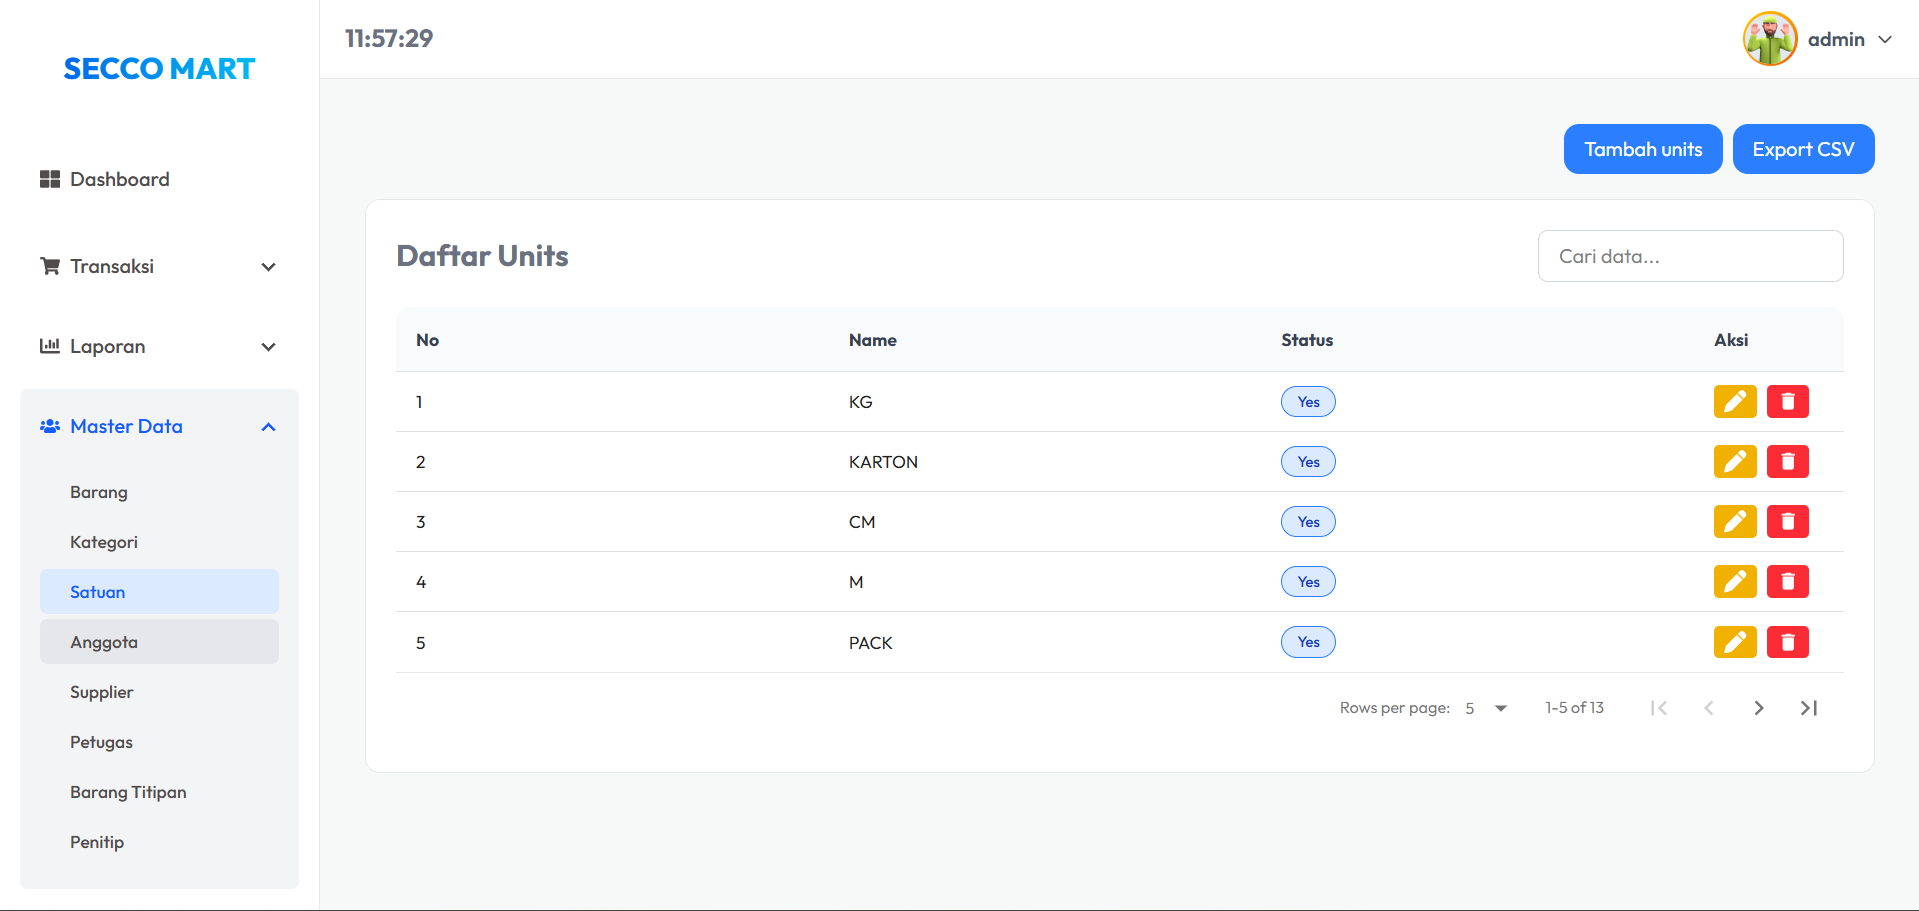 SECCO MART
11:57:29
admin
Dashboard
Transaksi
Laporan
Master Data
Barang
Kategori
Satuan
Anggota
Supplier
Petugas
Barang Titipan
Penitip
Tambah units
Export CSV
Daftar Units
Cari data...
No Name Status Aksi
1 KG Yes
2 KARTON Yes
3 CM Yes
4 M Yes
5 PACK Yes
Rows per page: 5 1-5 of 13